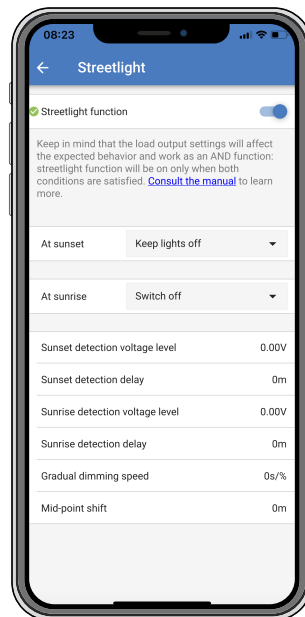 08:23
Streetlight
Streetlight function
Keep in mind that the load output settings will affect
the expected behavior and work as an AND function:
streetlight function will be on only when both
conditions are satisfied. Consult the manual to learn
more.
At sunset Keep lights off
At sunrise Switch off
Sunset detection voltage level 0.00V
Sunset detection delay 0m
Sunrise detection voltage level 0.00V
Sunrise detection delay 0m
Gradual dimming speed 0s/%
Mid-point shift 0m